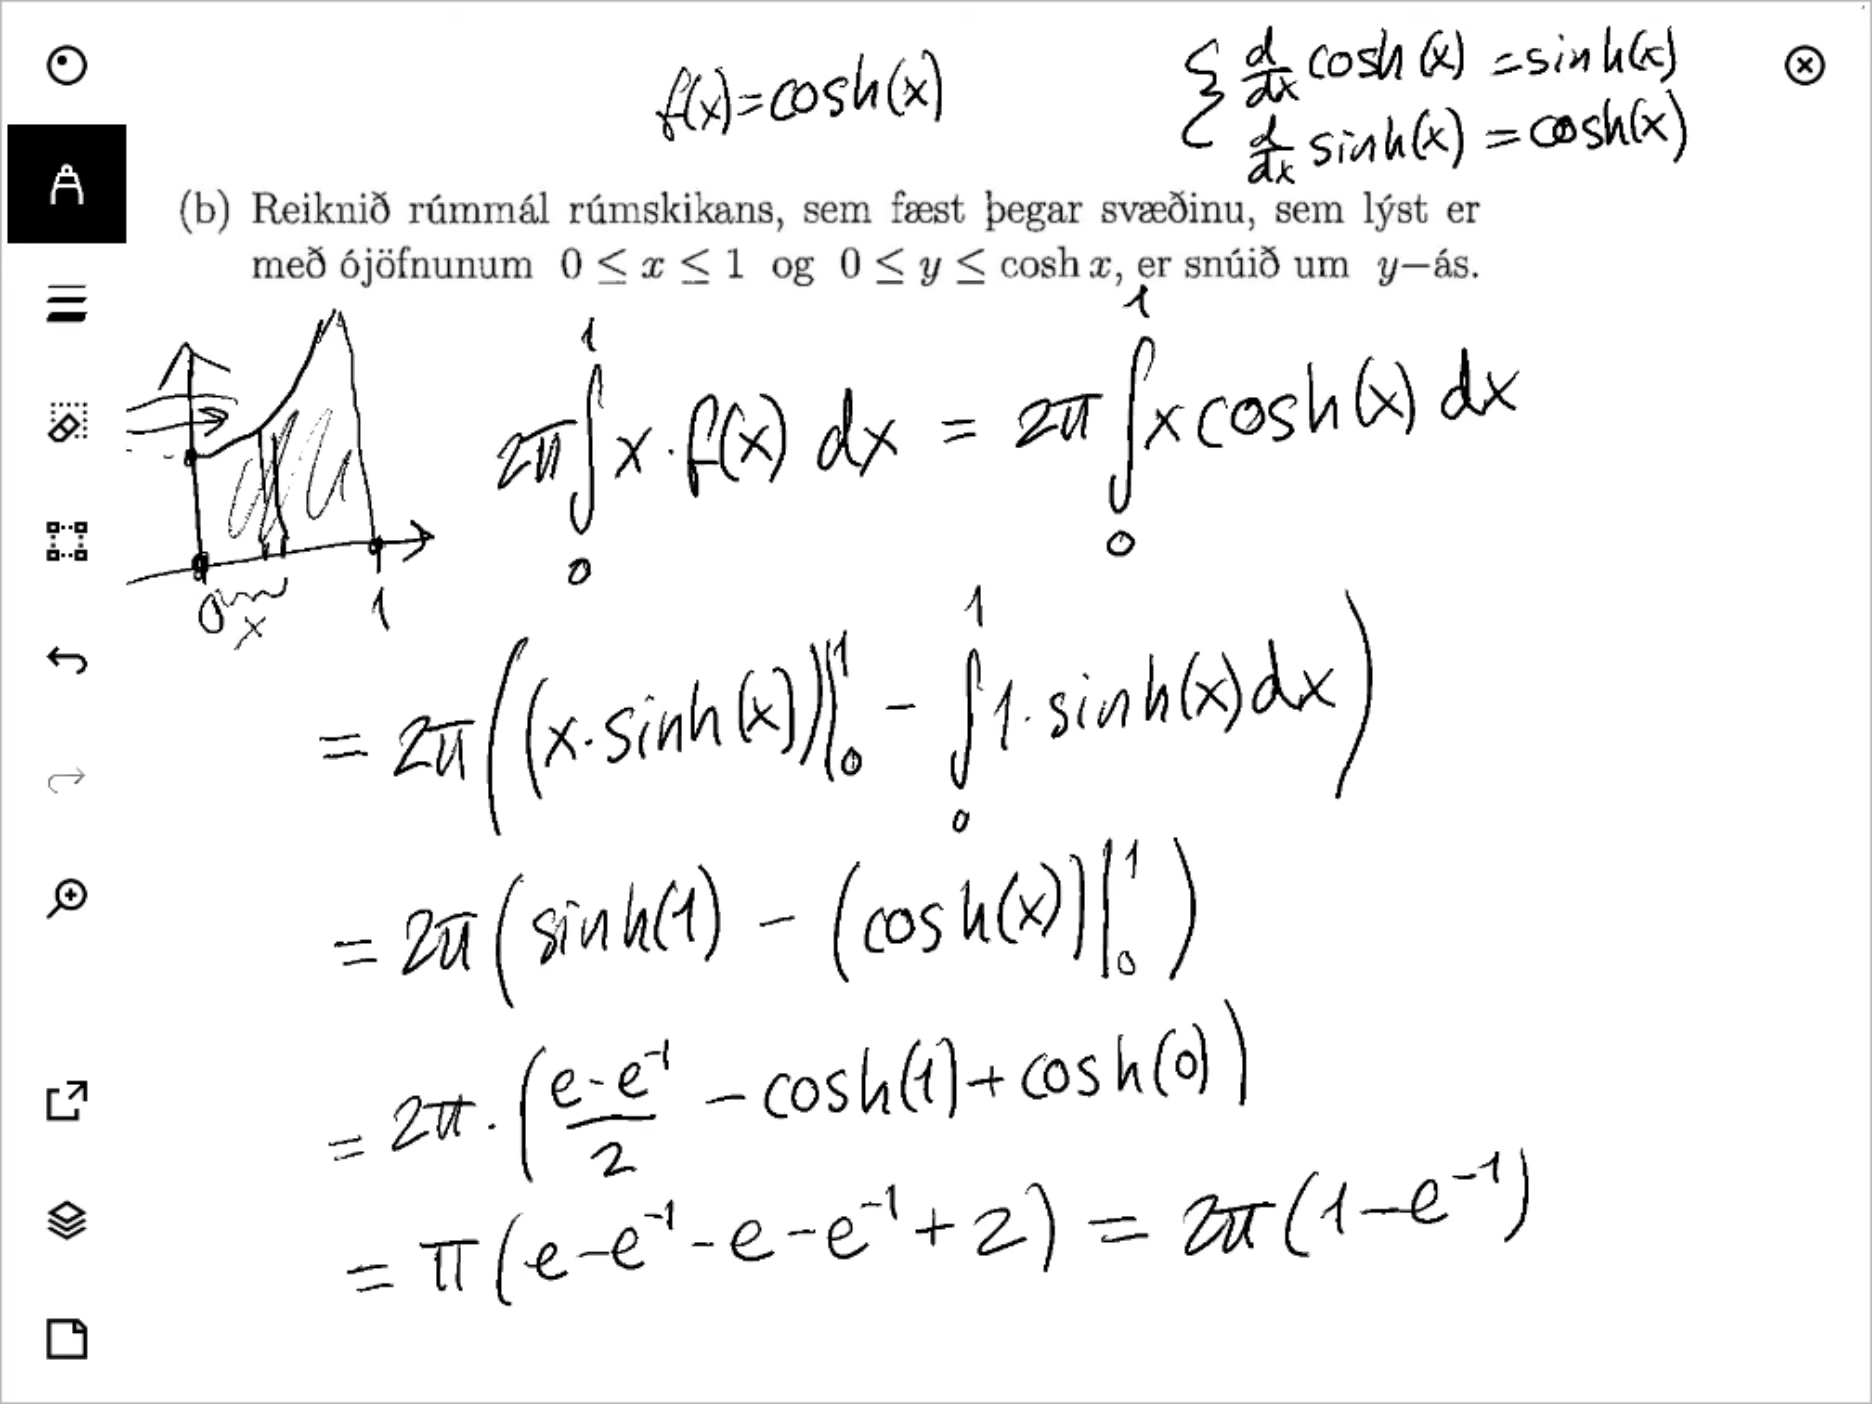 f(x)=cosh(x)
{ d/dx cosh(x) = sinh(x)
d/dx sinh(x) = cosh(x)
(b) Reiknið rúmmál rúmskikans, sem fæst þegar svæðinu, sem lýst er
með ójöfnunum 0 ≤ x ≤ 1 og 0 ≤ y ≤ cosh x, er snúið um y−ás.
2π ∫₀¹ x·f(x) dx = 2π ∫₀¹ x cosh(x) dx
0 x 1
= 2π((x·sinh(x))|₀¹ - ∫₀¹ 1·sinh(x)dx)
= 2π(sinh(1) - (cosh(x))|₀¹)
= 2π·((e-e⁻¹)/2 - cosh(1)+cosh(0))
= π(e-e⁻¹-e-e⁻¹+2) = 2π(1-e⁻¹)